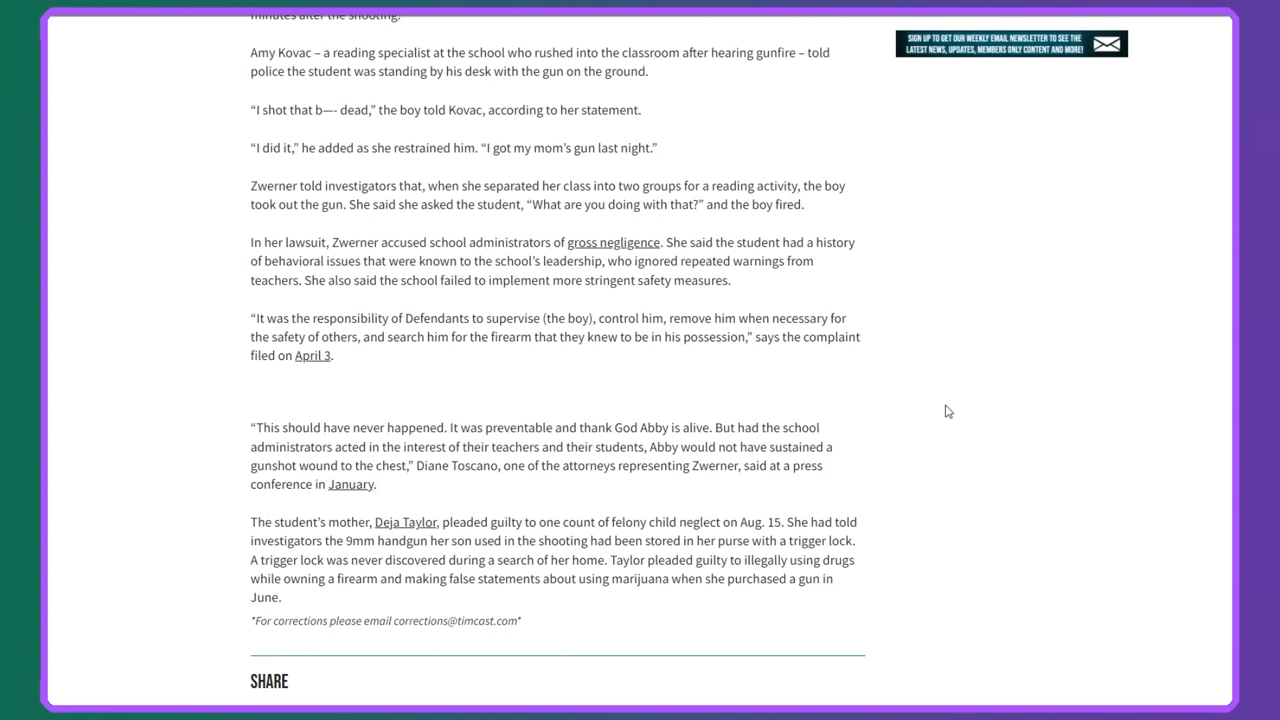 minutes after the shooting.
SIGN UP TO GET OUR WEEKLY EMAIL NEWSLETTER TO SEE THE
LATEST NEWS, UPDATES, MEMBERS ONLY CONTENT AND MORE!
Amy Kovac – a reading specialist at the school who rushed into the classroom after hearing gunfire – told
police the student was standing by his desk with the gun on the ground.
“I shot that b—- dead,” the boy told Kovac, according to her statement.
“I did it,” he added as she restrained him. “I got my mom’s gun last night.”
Zwerner told investigators that, when she separated her class into two groups for a reading activity, the boy
took out the gun. She said she asked the student, “What are you doing with that?” and the boy fired.
In her lawsuit, Zwerner accused school administrators of gross negligence. She said the student had a history
of behavioral issues that were known to the school’s leadership, who ignored repeated warnings from
teachers. She also said the school failed to implement more stringent safety measures.
“It was the responsibility of Defendants to supervise (the boy), control him, remove him when necessary for
the safety of others, and search him for the firearm that they knew to be in his possession,” says the complaint
filed on April 3.
“This should have never happened. It was preventable and thank God Abby is alive. But had the school
administrators acted in the interest of their teachers and their students, Abby would not have sustained a
gunshot wound to the chest,” Diane Toscano, one of the attorneys representing Zwerner, said at a press
conference in January.
The student’s mother, Deja Taylor, pleaded guilty to one count of felony child neglect on Aug. 15. She had told
investigators the 9mm handgun her son used in the shooting had been stored in her purse with a trigger lock.
A trigger lock was never discovered during a search of her home. Taylor pleaded guilty to illegally using drugs
while owning a firearm and making false statements about using marijuana when she purchased a gun in
June.
*For corrections please email corrections@timcast.com*
SHARE